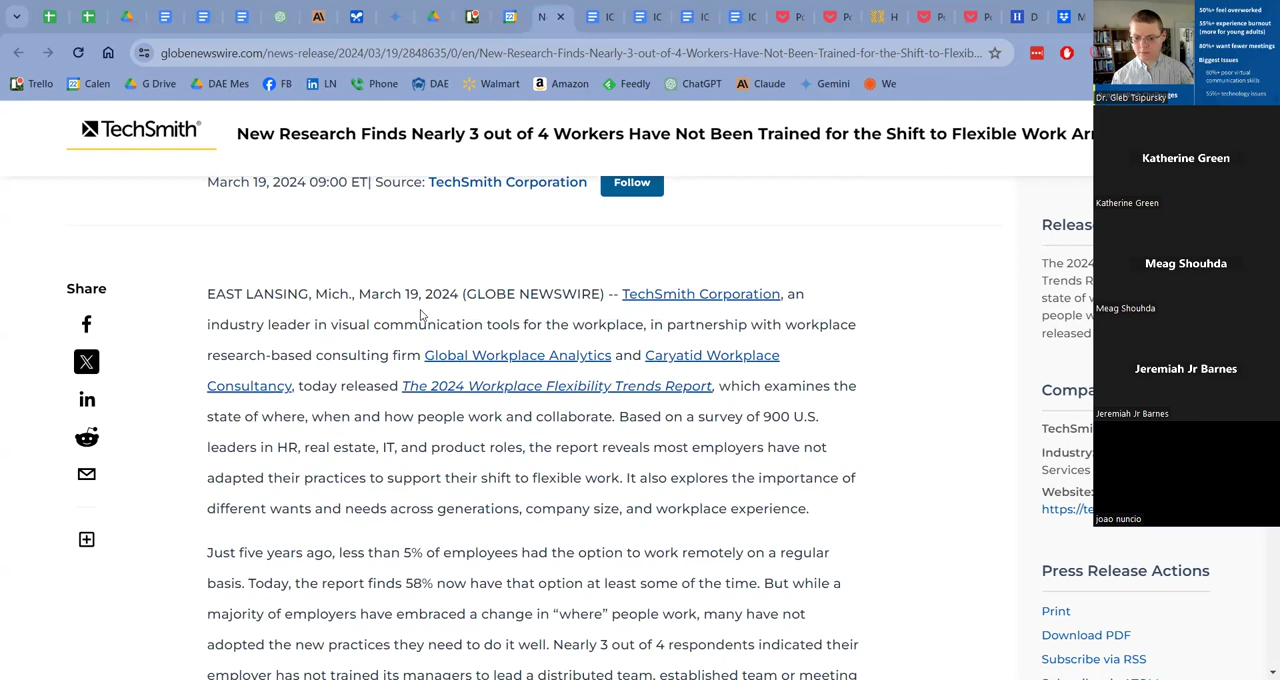 N
IC
IC
IC
IC
Po
Po
H
Po
Po
D
M
globenewswire.com/news-release/2024/03/19/2848301/0/en/New-Research-Finds-Nearly-3-out-of-4-Workers-Have-Not-Been-Trained-for-the-Shift-to-Flexib...
Trello
Calen
G Drive
DAE Mes
FB
LN
Phone
DAE
Walmart
Amazon
Feedly
ChatGPT
Claude
Gemini
We
TechSmith
New Research Finds Nearly 3 out of 4 Workers Have Not Been Trained for the Shift to Flexible Work Ar
March 19, 2024 09:00 ET| Source: TechSmith Corporation
Follow
Share
EAST LANSING, Mich., March 19, 2024 (GLOBE NEWSWIRE) -- TechSmith Corporation, an
industry leader in visual communication tools for the workplace, in partnership with workplace
research-based consulting firm Global Workplace Analytics and Caryatid Workplace
Consultancy, today released The 2024 Workplace Flexibility Trends Report, which examines the
state of where, when and how people work and collaborate. Based on a survey of 900 U.S.
leaders in HR, real estate, IT, and product roles, the report reveals most employers have not
adapted their practices to support their shift to flexible work. It also explores the importance of
different wants and needs across generations, company size, and workplace experience.
Just five years ago, less than 5% of employees had the option to work remotely on a regular
basis. Today, the report finds 58% now have that option at least some of the time. But while a
majority of employers have embraced a change in “where” people work, many have not
adopted the new practices they need to do it well. Nearly 3 out of 4 respondents indicated their
employer has not trained its managers to lead a distributed team, established team or meeting
Releas
The 2024
Trends R
state of w
people w
released
Compa
TechSmi
Industry:
Services
Website:
https://te
Press Release Actions
Print
Download PDF
Subscribe via RSS
50%+ feel overworked
55%+ experience burnout
(more for young adults)
80%+ want fewer meetings
Biggest Issues
60%+ poor virtual
communication skills
55%+ technology issues
Dr. Gleb Tsipursky
Katherine Green
Katherine Green
Meag Shouhda
Meag Shouhda
Jeremiah Jr Barnes
Jeremiah Jr Barnes
joao nuncio